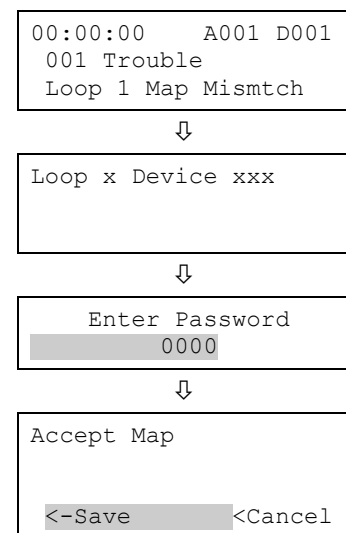 00:00:00 A001 D001
001 Trouble
Loop 1 Map Mismtch
⇩
Loop x Device xxx
⇩
Enter Password
0000
⇩
Accept Map
<-Save <Cancel